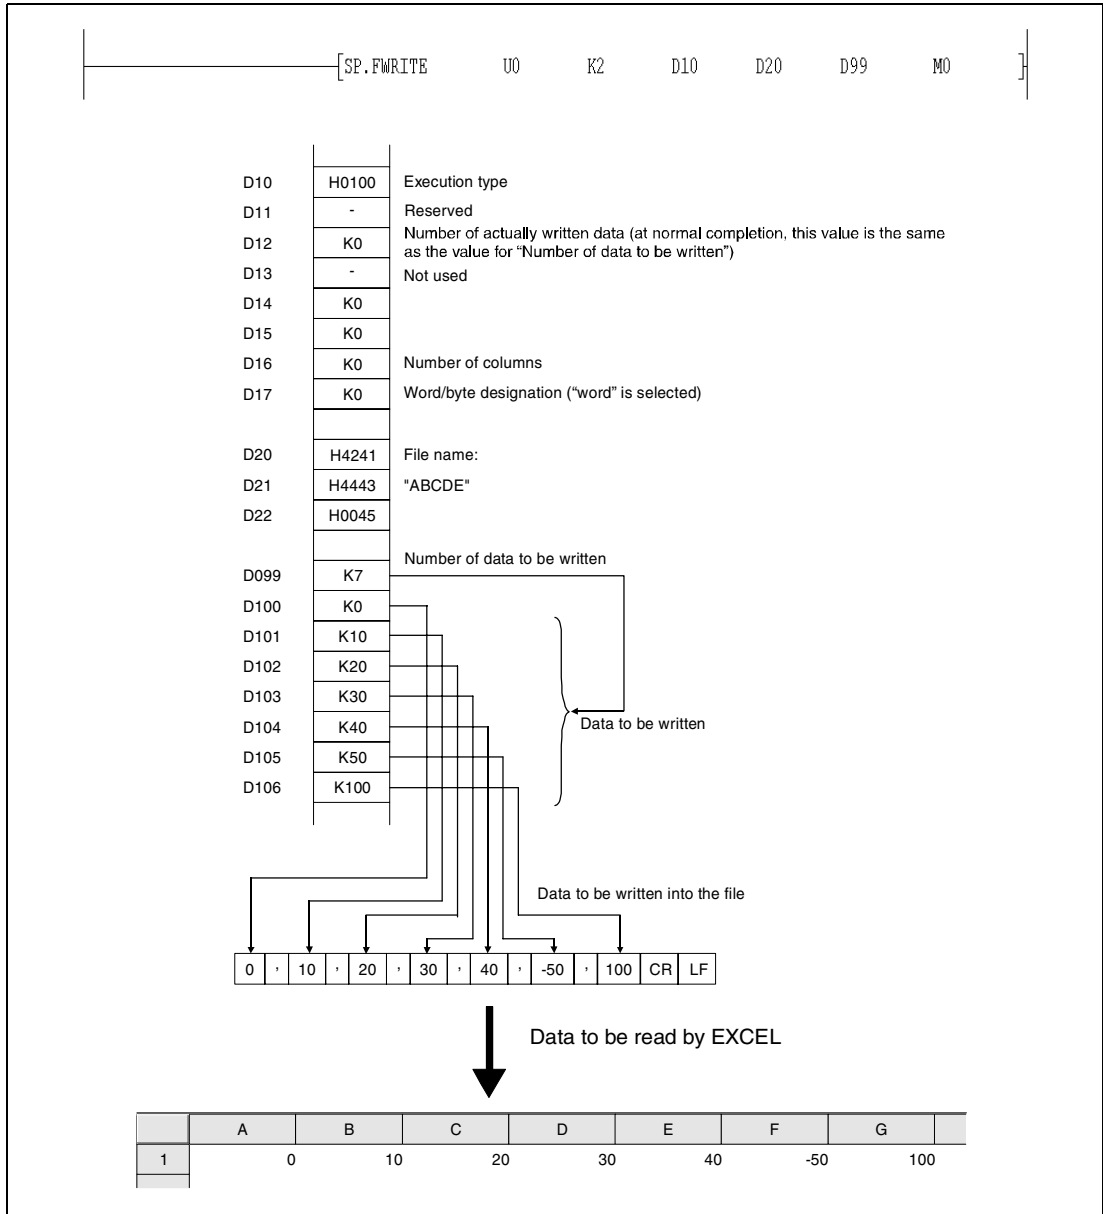 SP.FWRITE U0 K2 D10 D20 D99 M0
D10 H0100 Execution type
D11 - Reserved
D12 K0 Number of actually written data (at normal completion, this value is the same
as the value for “Number of data to be written”)
D13 - Not used
D14 K0
D15 K0
D16 K0 Number of columns
D17 K0 Word/byte designation (“word” is selected)
D20 H4241 File name:
D21 H4443 "ABCDE"
D22 H0045
Number of data to be written
D099 K7
D100 K0
D101 K10
D102 K20
D103 K30
D104 K40 Data to be written
D105 K50
D106 K100
Data to be written into the file
0 , 10 , 20 , 30 , 40 , -50 , 100 CR LF
Data to be read by EXCEL
A B C D E F G
1 0 10 20 30 40 -50 100